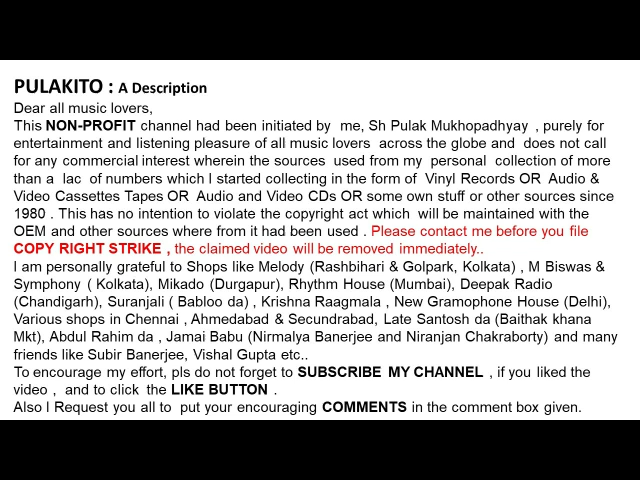 PULAKITO : A Description
Dear all music lovers,
This NON-PROFIT channel had been initiated by me, Sh Pulak Mukhopadhyay , purely for
entertainment and listening pleasure of all music lovers across the globe and does not call
for any commercial interest wherein the sources used from my personal collection of more
than a lac of numbers which I started collecting in the form of Vinyl Records OR Audio &
Video Cassettes Tapes OR Audio and Video CDs OR some own stuff or other sources since
1980 . This has no intention to violate the copyright act which will be maintained with the
OEM and other sources where from it had been used . Please contact me before you file
COPY RIGHT STRIKE , the claimed video will be removed immediately..
I am personally grateful to Shops like Melody (Rashbihari & Golpark, Kolkata) , M Biswas &
Symphony ( Kolkata), Mikado (Durgapur), Rhythm House (Mumbai), Deepak Radio
(Chandigarh), Suranjali ( Babloo da) , Krishna Raagmala , New Gramophone House (Delhi),
Various shops in Chennai , Ahmedabad & Secundrabad, Late Santosh da (Baithak khana
Mkt), Abdul Rahim da , Jamai Babu (Nirmalya Banerjee and Niranjan Chakraborty) and many
friends like Subir Banerjee, Vishal Gupta etc..
To encourage my effort, pls do not forget to SUBSCRIBE MY CHANNEL , if you liked the
video , and to click the LIKE BUTTON .
Also I Request you all to put your encouraging COMMENTS in the comment box given.